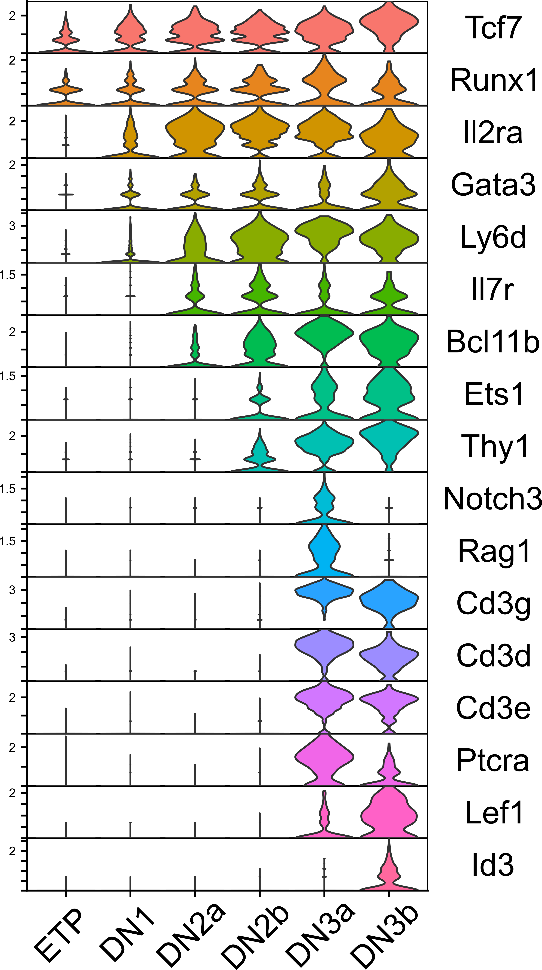 2 Tcf7
2 Runx1
2 Il2ra
2 Gata3
3 Ly6d
1.5 Il7r
2 Bcl11b
1.5 Ets1
2 Thy1
1.5 Notch3
1.5 Rag1
3 Cd3g
3 Cd3d
2 Cd3e
2 Ptcra
2 Lef1
2 Id3
ETP DN1 DN2a DN2b DN3a DN3b